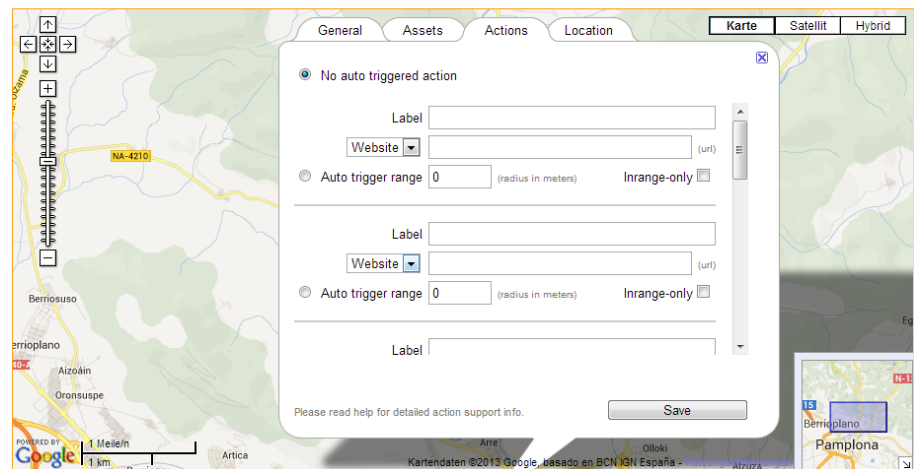 General Assets Actions Location
Karte Satellit Hybrid
No auto triggered action
Label
Website (url)
Auto trigger range 0 (radius in meters) Inrange-only
Label
Website (url)
Auto trigger range 0 (radius in meters) Inrange-only
Label
Please read help for detailed action support info. Save
NA-4210
Berriosuso
Aizoáin
Oronsuspe
Artica
Arre
Olloki
Alzuza
N-1
15
Berrioplano
Pamplona
POWERED BY
Google
1 Meile/n
1 km
Kartendaten ©2013 Google, basado en BCN IGN España -